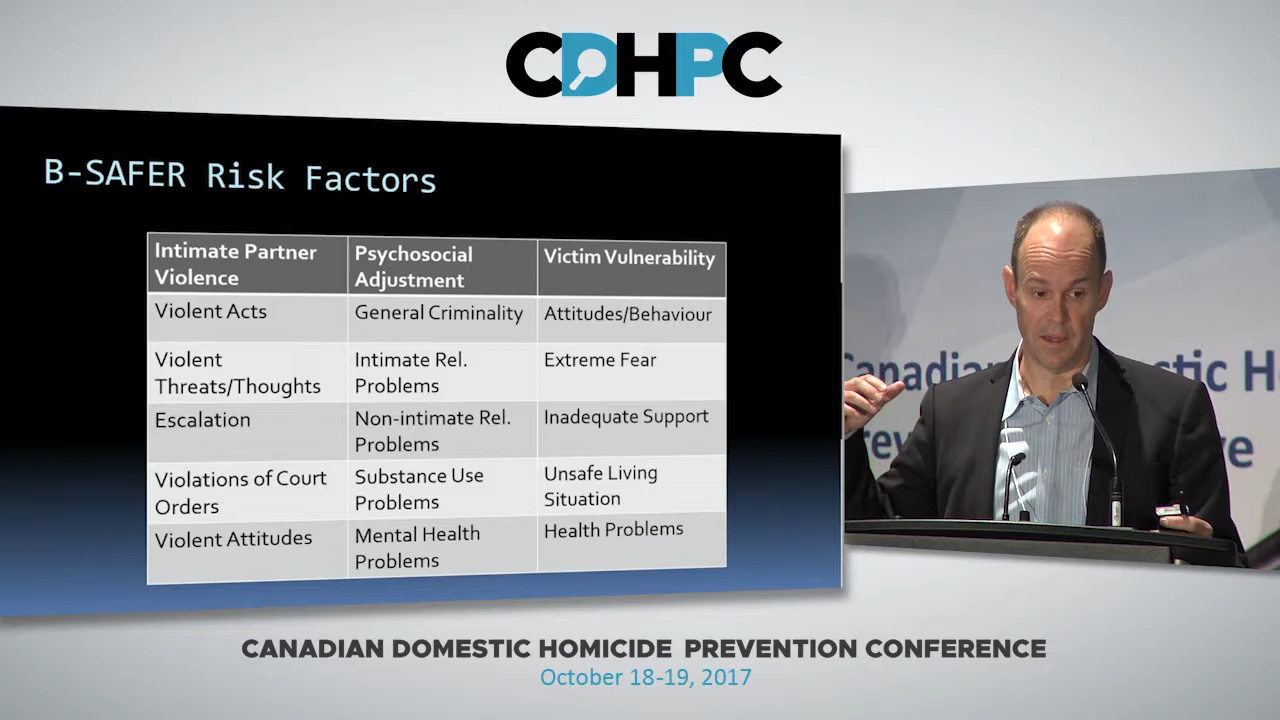 CDHPC
B-SAFER Risk Factors
Intimate Partner
Violence
Psychosocial
Adjustment
Victim Vulnerability
Violent Acts
General Criminality
Attitudes/Behaviour
Violent
Threats/Thoughts
Intimate Rel.
Problems
Extreme Fear
Escalation
Non-intimate Rel.
Problems
Inadequate Support
Violations of Court
Orders
Substance Use
Problems
Unsafe Living
Situation
Violent Attitudes
Mental Health
Problems
Health Problems
CANADIAN DOMESTIC HOMICIDE PREVENTION CONFERENCE
October 18-19, 2017